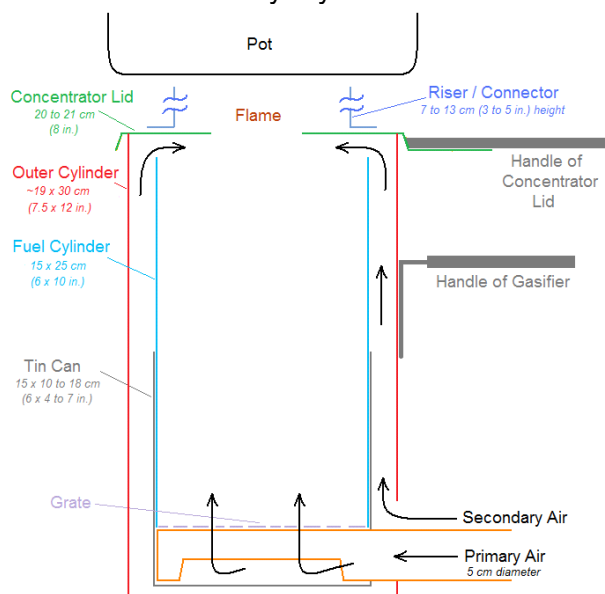 Pot
Concentrator Lid
20 to 21 cm
(8 in.)
Flame
Riser / Connector
7 to 13 cm (3 to 5 in.) height
Handle of
Concentrator
Lid
Outer Cylinder
~19 x 30 cm
(7.5 x 12 in.)
Fuel Cylinder
15 x 25 cm
(6 x 10 in.)
Handle of Gasifier
Tin Can
15 x 10 to 18 cm
(6 x 4 to 7 in.)
Grate
Secondary Air
Primary Air
5 cm diameter